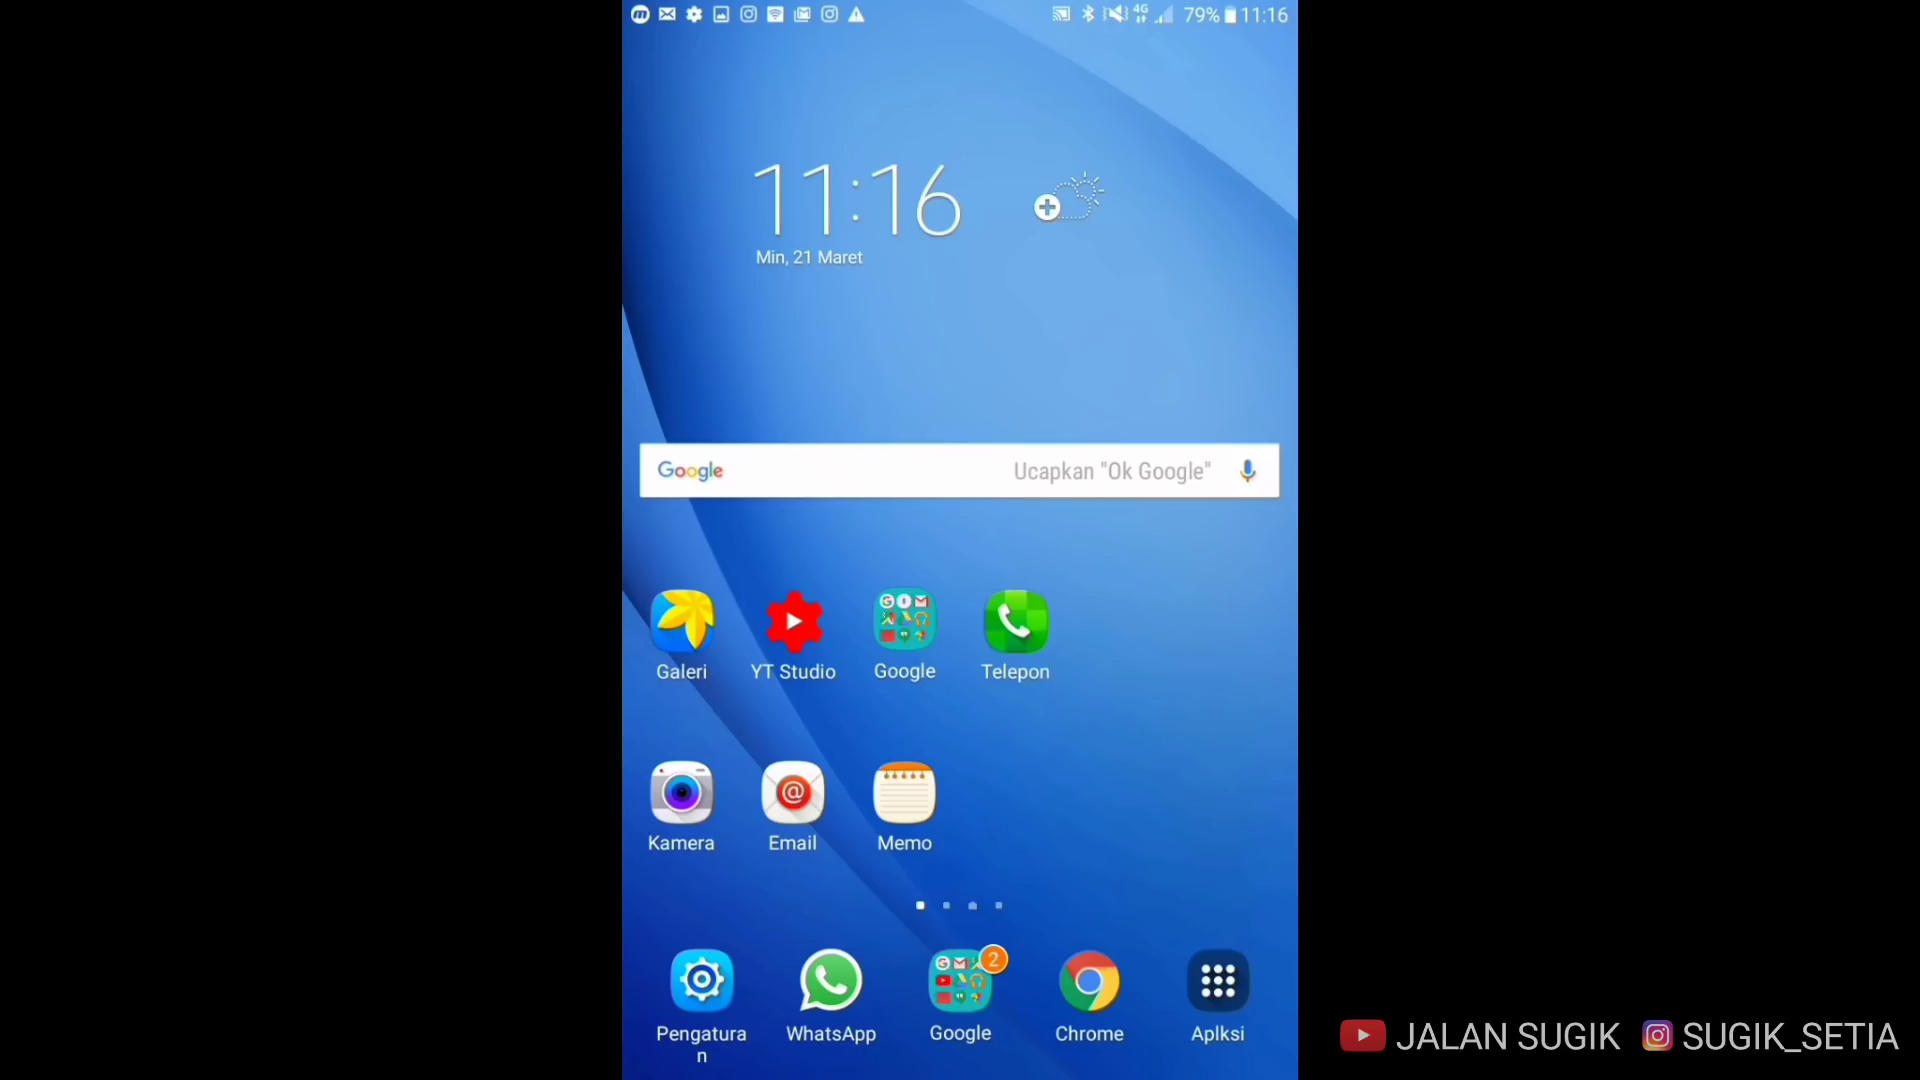 4G 79% 11:16
11:16
Min, 21 Maret
Google Ucapkan "Ok Google"
Galeri YT Studio Google Telepon
Kamera Email Memo
2
Pengatura
n
WhatsApp Google Chrome Aplksi
JALAN SUGIK SUGIK_SETIA